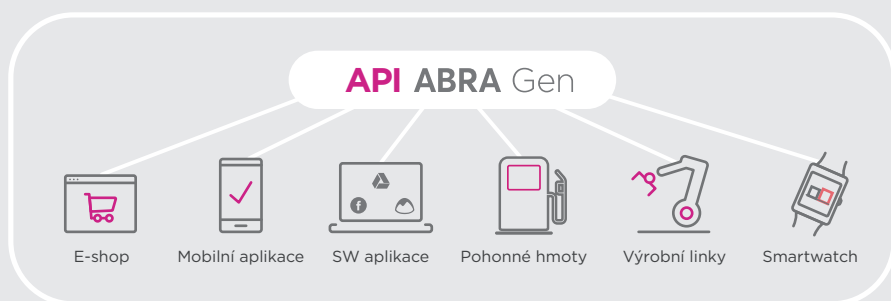 API ABRA Gen
E-shop Mobilní aplikace SW aplikace Pohonné hmoty Výrobní linky Smartwatch